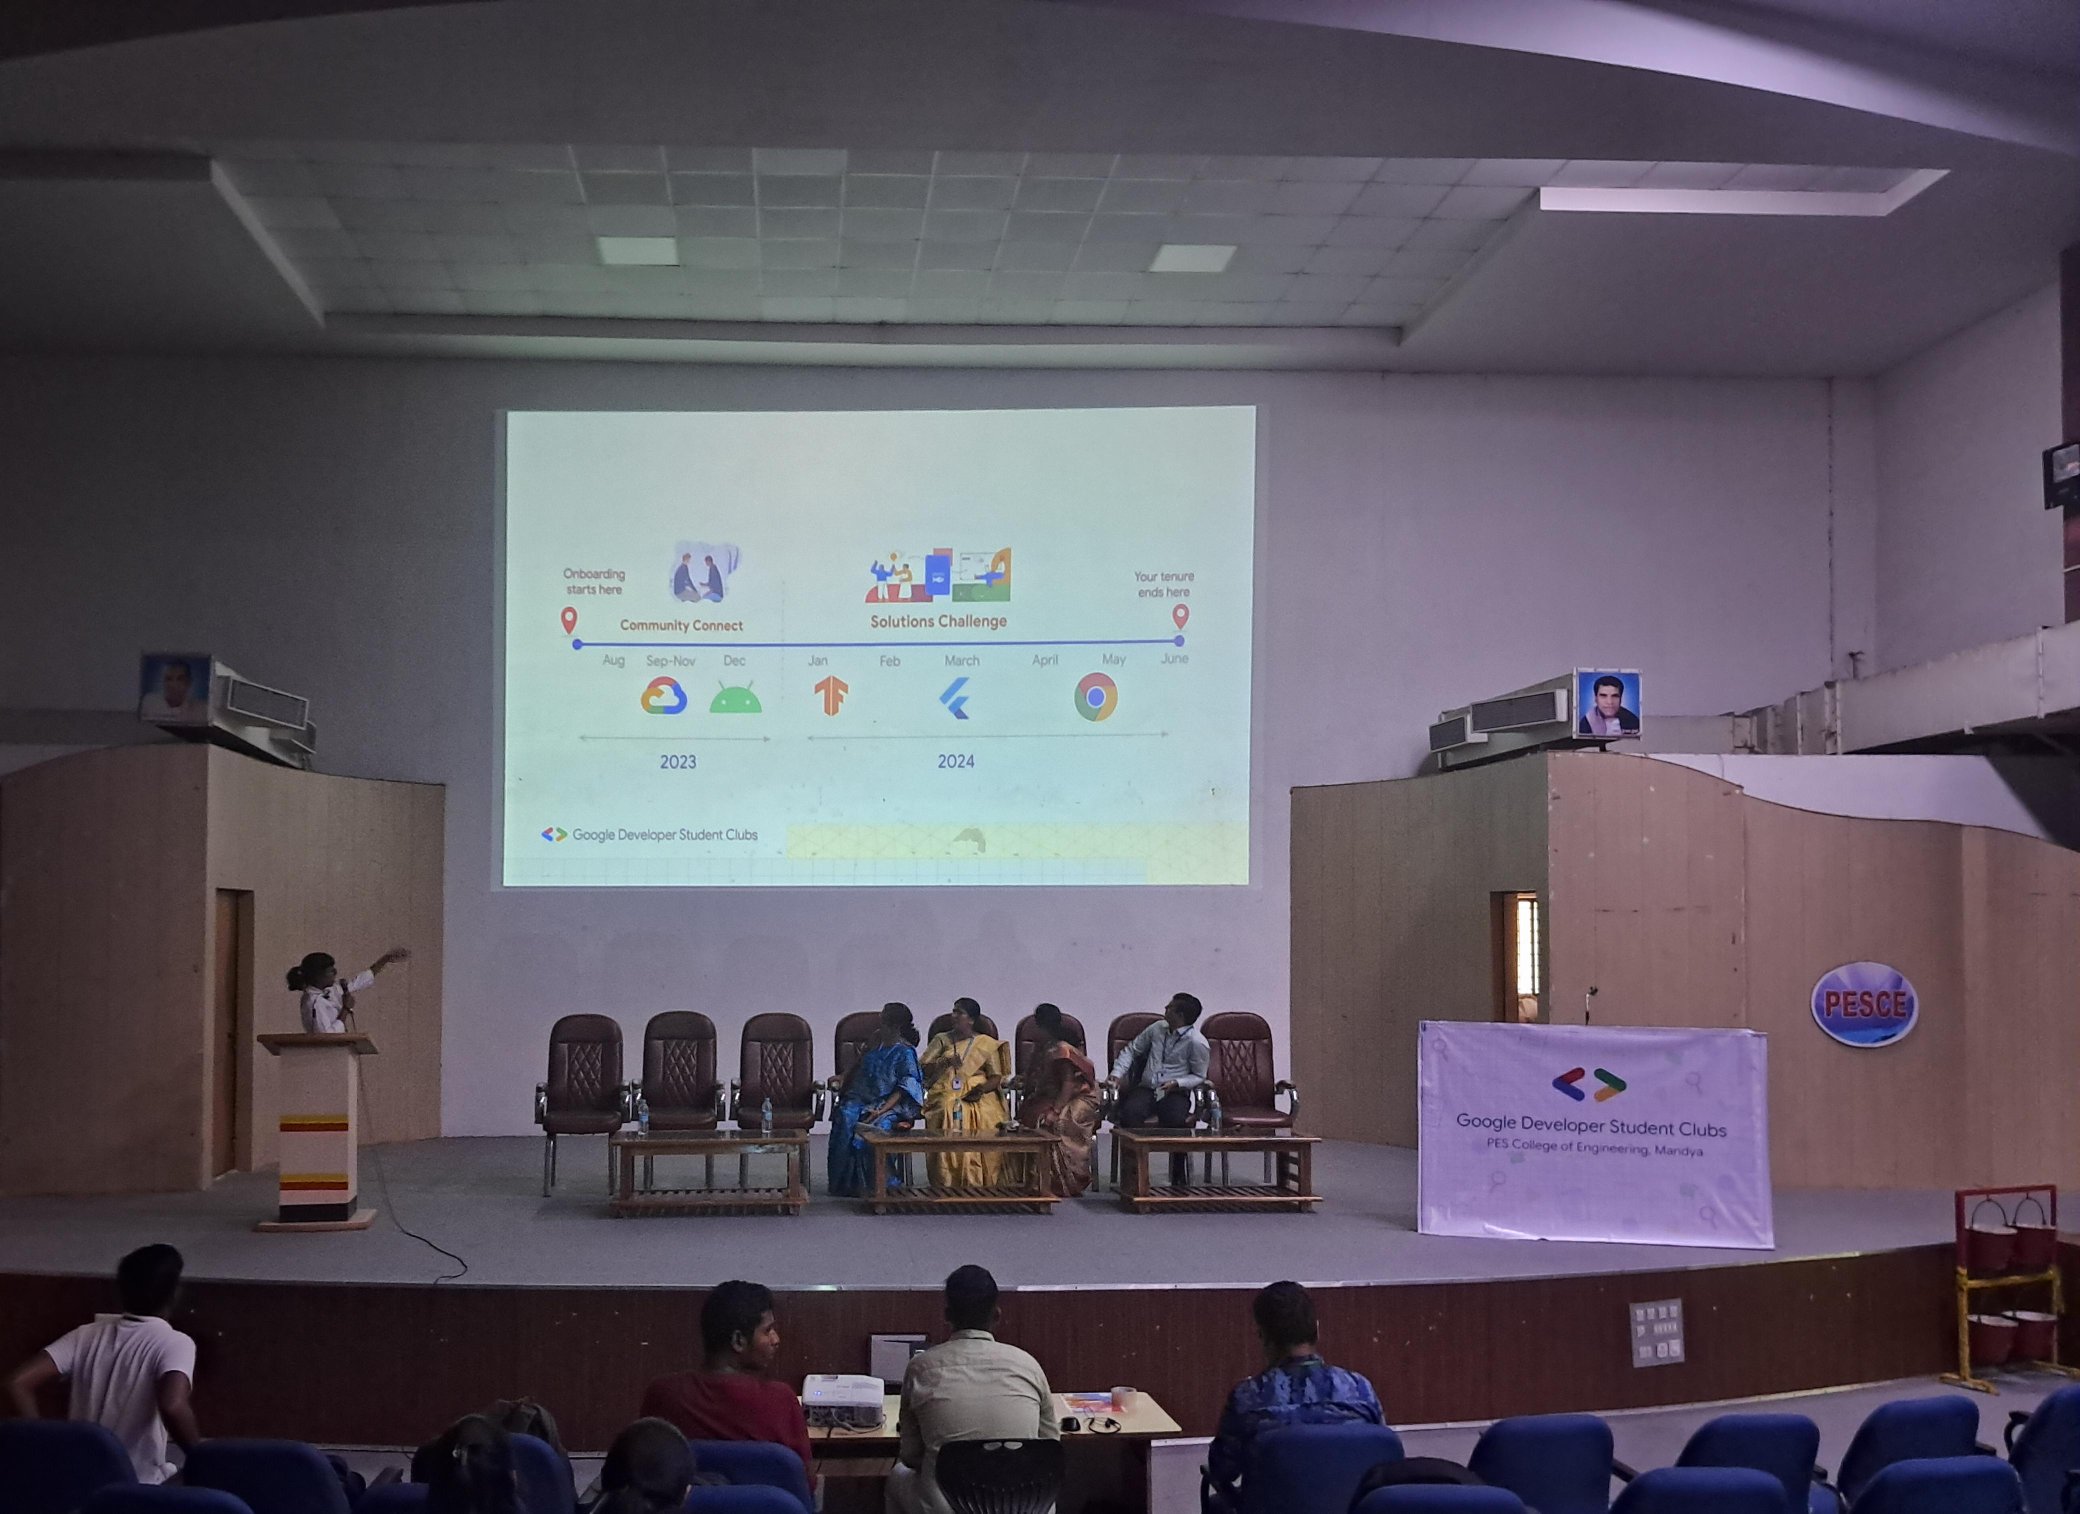 Onboarding
starts here
Community Connect
Solutions Challenge
Your tenure
ends here
Aug Sep-Nov Dec Jan Feb March April May June
2023 2024
Google Developer Student Clubs
PESCE
Google Developer Student Clubs
PES College of Engineering, Mandya